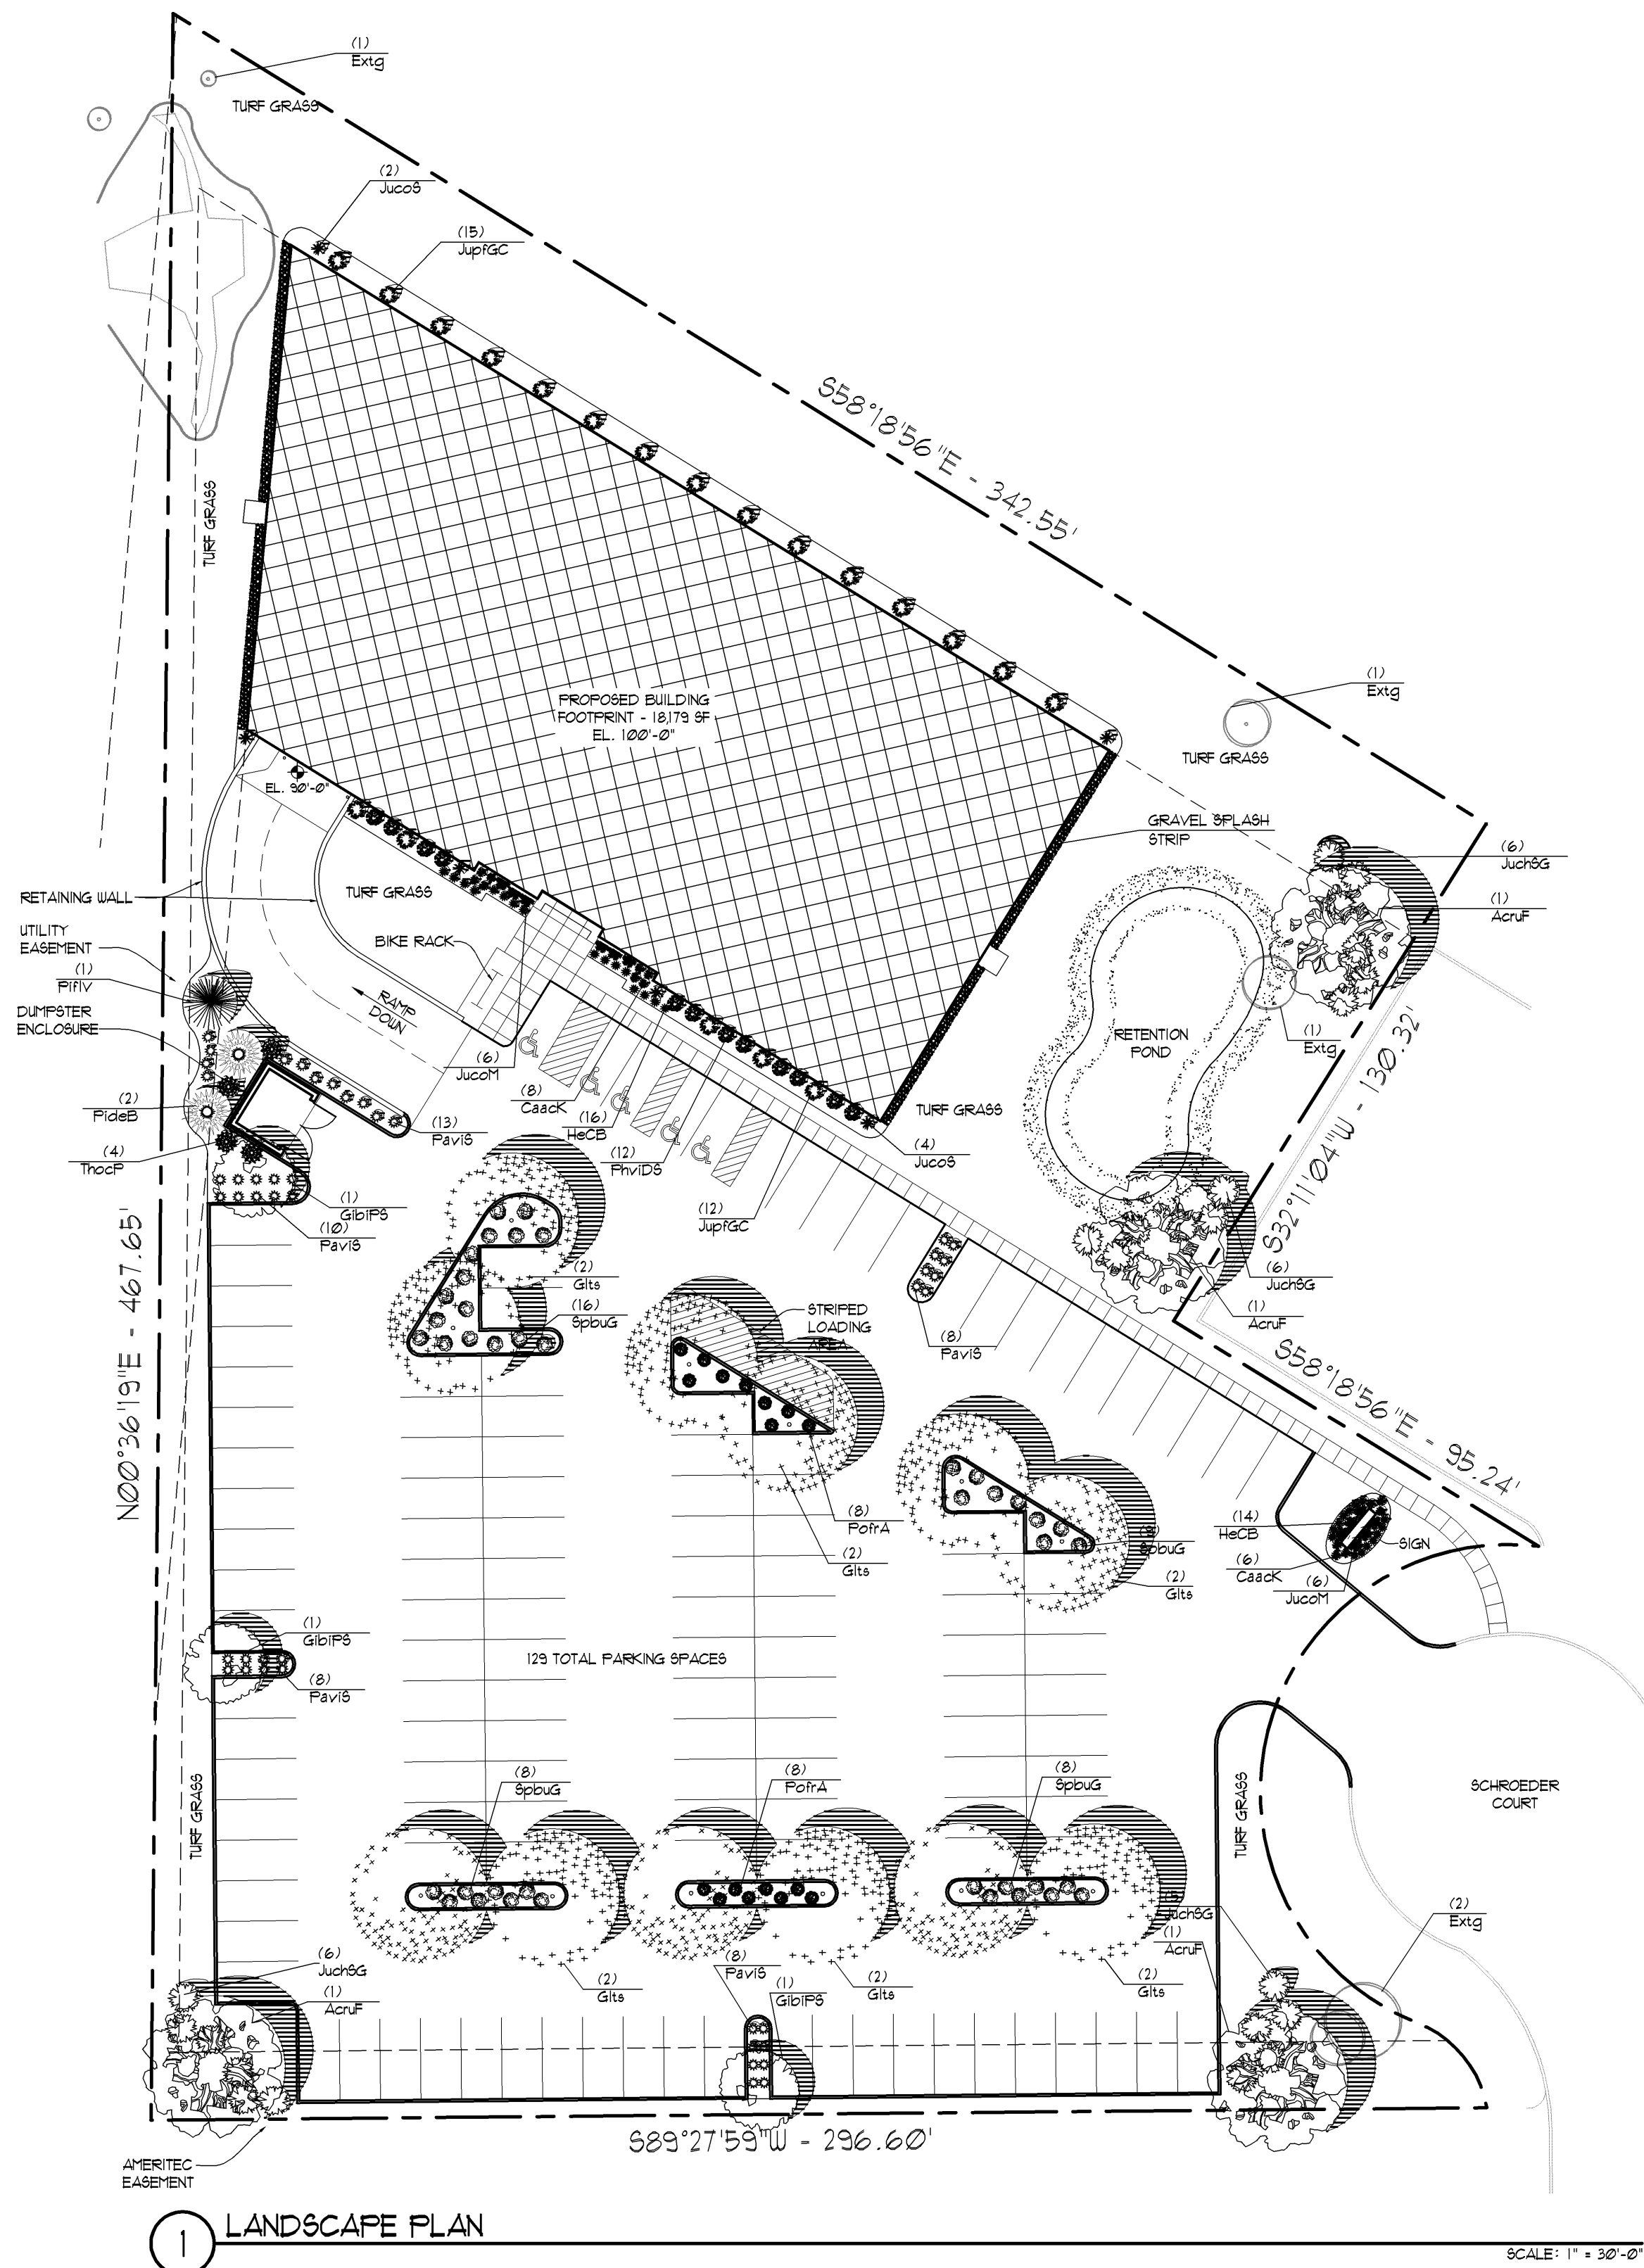 (1)
Extg
TURF GRASS
(2)
JucoS
(15)
JupfGC
S58°18'56"E - 342.55'
TURF GRASS
PROPOSED BUILDING
FOOTPRINT - 18,179 SF
EL. 100'-0"
(1)
Extg
TURF GRASS
EL. 90'-0"
GRAVEL SPLASH
STRIP
(6)
JuchSG
(1)
AcruF
RETAINING WALL
TURF GRASS
UTILITY
EASEMENT
BIKE RACK
(1)
PiflV
DUMPSTER
ENCLOSURE
RAMP
DOWN
RETENTION
POND
(1)
Extg
S32°11'04"W - 130.32'
(6)
JucoM
(8)
CaacK
(16)
HeCB
(12)
PhviDS
(4)
JucoS
TURF GRASS
(2)
PideB
(13)
PaviS
(4)
ThocP
(1)
GibiPS
(10)
PaviS
(12)
JupfGC
N00°36'19"E - 467.65'
(2)
Glts
(16)
SpbuG
STRIPED
LOADING
AREA
(8)
PaviS
(6)
JuchSG
(1)
AcruF
S58°18'56"E - 95.24'
(8)
PofrA
(2)
Glts
(8)
SpbuG
(2)
Glts
(14)
HeCB
SIGN
(6)
CaacK
(6)
JucoM
(1)
GibiPS
(8)
PaviS
129 TOTAL PARKING SPACES
TURF GRASS
(8)
SpbuG
(8)
PofrA
(8)
SpbuG
TURF GRASS
SCHROEDER
COURT
(5)
JuchSG
(1)
AcruF
(2)
Extg
(6)
JuchSG
(1)
AcruF
(2)
Glts
(8)
PaviS
(1)
GibiPS
(2)
Glts
(2)
Glts
S89°27'59"W - 296.60'
AMERITEC
EASEMENT
1
LANDSCAPE PLAN
SCALE: 1" = 30'-0"